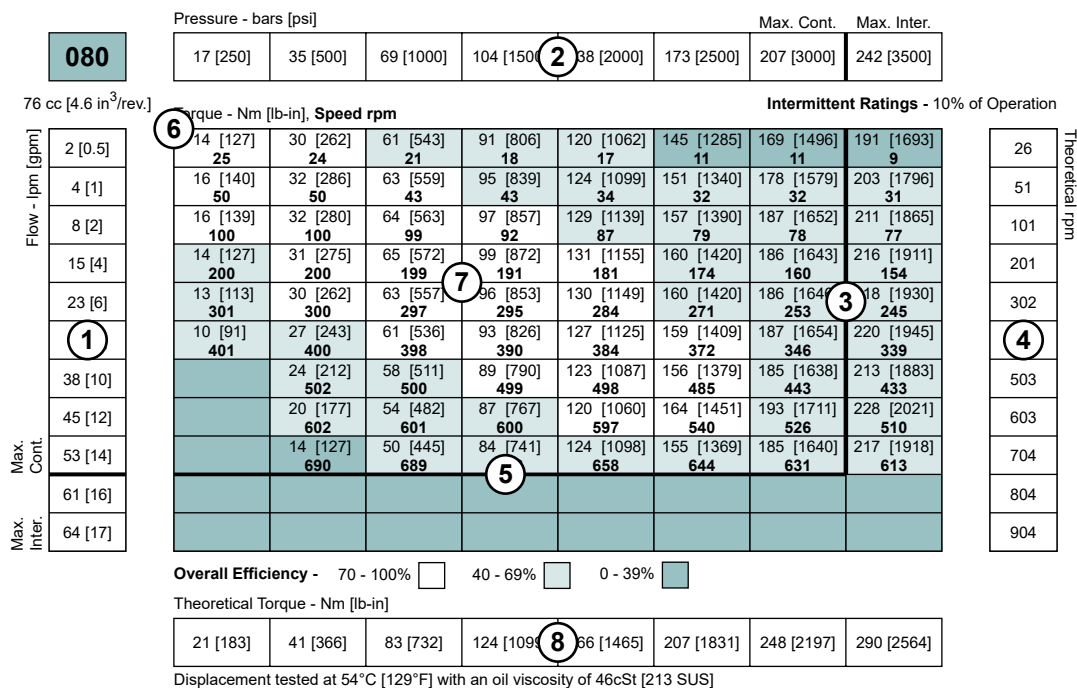 Pressure - bars [psi] Max. Cont. Max. Inter.
080 17 [250] 35 [500] 69 [1000] 104 [150 2 38 [2000] 173 [2500] 207 [3000] 242 [3500]
76 cc [4.6 in3/rev.] Torque - Nm [lb-in], Speed rpm Intermittent Ratings - 10% of Operation
Flow - lpm [gpm]
Theoretical rpm
6
2 [0.5] 14 [127] 30 [262] 61 [543] 91 [806] 120 [1062] 145 [1285] 169 [1496] 191 [1693] 26
25 24 21 18 17 11 11 9
4 [1] 16 [140] 32 [286] 63 [559] 95 [839] 124 [1099] 151 [1340] 178 [1579] 203 [1796] 51
50 50 43 43 34 32 32 31
8 [2] 16 [139] 32 [280] 64 [563] 97 [857] 129 [1139] 157 [1390] 187 [1652] 211 [1865] 101
100 100 99 92 87 79 78 77
15 [4] 14 [127] 31 [275] 65 [572] 99 [872] 131 [1155] 160 [1420] 186 [1643] 216 [1911] 201
200 200 199 191 181 174 160 154
7
23 [6] 13 [113] 30 [262] 63 [557] 96 [853] 130 [1149] 160 [1420] 186 [164 3 18 [1930] 302
301 300 297 295 284 271 253 245
1 10 [91] 27 [243] 61 [536] 93 [826] 127 [1125] 159 [1409] 187 [1654] 220 [1945] 4
401 400 398 390 384 372 346 339
38 [10] 24 [212] 58 [511] 89 [790] 123 [1087] 156 [1379] 185 [1638] 213 [1883] 503
502 500 499 498 485 443 433
45 [12] 20 [177] 54 [482] 87 [767] 120 [1060] 164 [1451] 193 [1711] 228 [2021] 603
602 601 600 597 540 526 510
Max. Cont.
53 [14] 14 [127] 50 [445] 84 [741] 124 [1098] 155 [1369] 185 [1640] 217 [1918] 704
690 689 5 658 644 631 613
61 [16] 804
Max. Inter.
64 [17] 904
Overall Efficiency - 70 - 100% 40 - 69% 0 - 39%
Theoretical Torque - Nm [lb-in]
21 [183] 41 [366] 83 [732] 124 [109 8 66 [1465] 207 [1831] 248 [2197] 290 [2564]
Displacement tested at 54°C [129°F] with an oil viscosity of 46cSt [213 SUS]